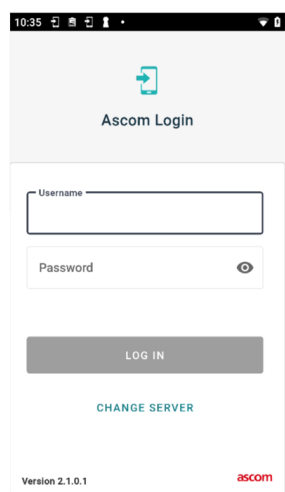 10:35
Ascom Login
Username
Password
LOG IN
CHANGE SERVER
Version 2.1.0.1
ascom